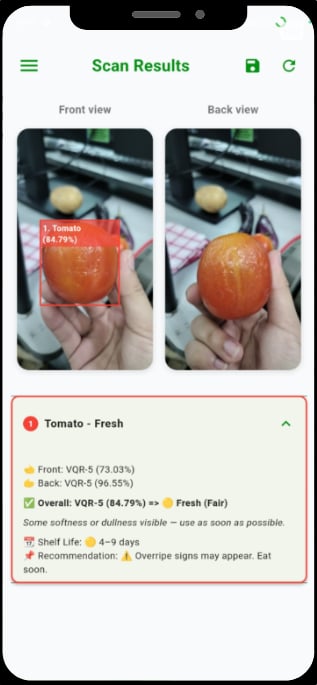 Scan Results
Front view Back view
1. Tomato
(84.79%)
1 Tomato - Fresh
👉 Front: VQR-5 (73.03%)
👉 Back: VQR-5 (96.55%)
✅ Overall: VQR-5 (84.79%) => 🟡 Fresh (Fair)
Some softness or dullness visible — use as soon as possible.
📆 Shelf Life: 🟡 4–9 days
📌 Recommendation: ⚠️ Overripe signs may appear. Eat
soon.